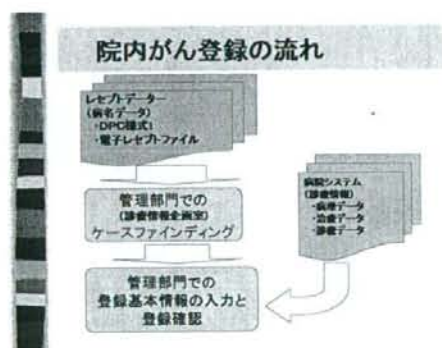 院内がん登録の流れ
レセプトデーター
(病名データ)
・DPC様式1
・電子レセプトファイル
管理部門での
(診療情報企画室)
ケースファインディング
病院システム
(診療情報)
・病理データ
・治療データ
・診療データ
管理部門での
登録基本情報の入力と
登録確認